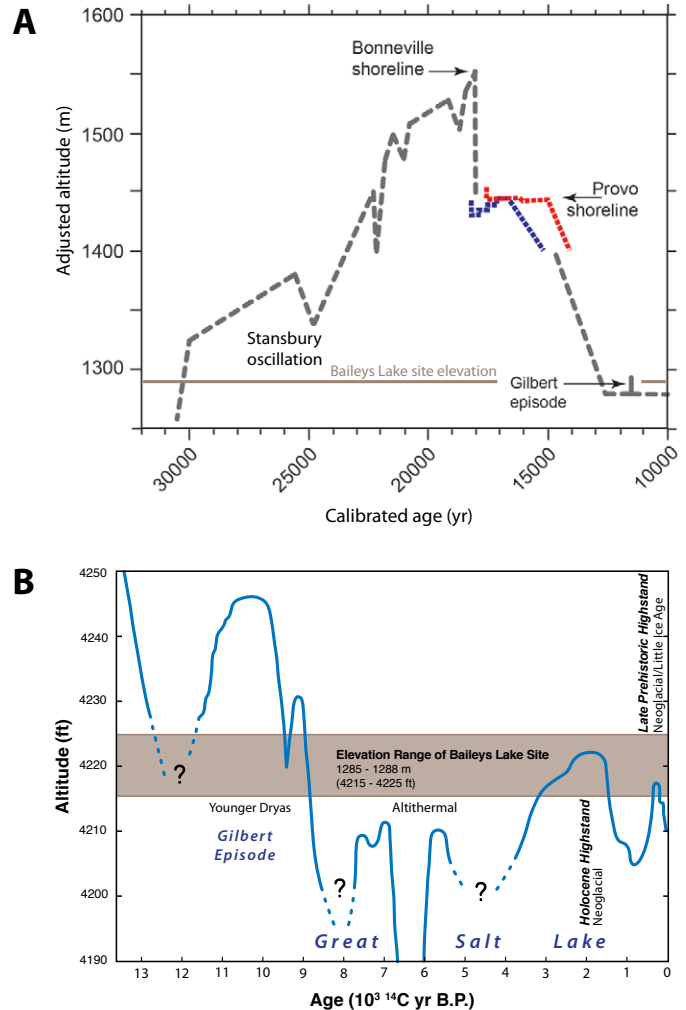 A
1600
1500
1400
1300
Adjusted altitude (m)
Bonneville
shoreline
Provo
shoreline
Stansbury
oscillation
Baileys Lake site elevation
Gilbert
episode
30000
25000
20000
15000
10000
Calibrated age (yr)
B
4250
4240
4230
4220
4210
4200
4190
Altitude (ft)
Late Prehistoric Highstand
Neoglacial/Little Ice Age
?
Elevation Range of Baileys Lake Site
1285 - 1288 m
(4215 - 4225 ft)
Younger Dryas
Altithermal
Gilbert
Episode
Holocene Highstand
Neoglacial
?
?
Great Salt Lake
13 12 11 10 9 8 7 6 5 4 3 2 1 0
Age (10³ ¹⁴C yr B.P.)